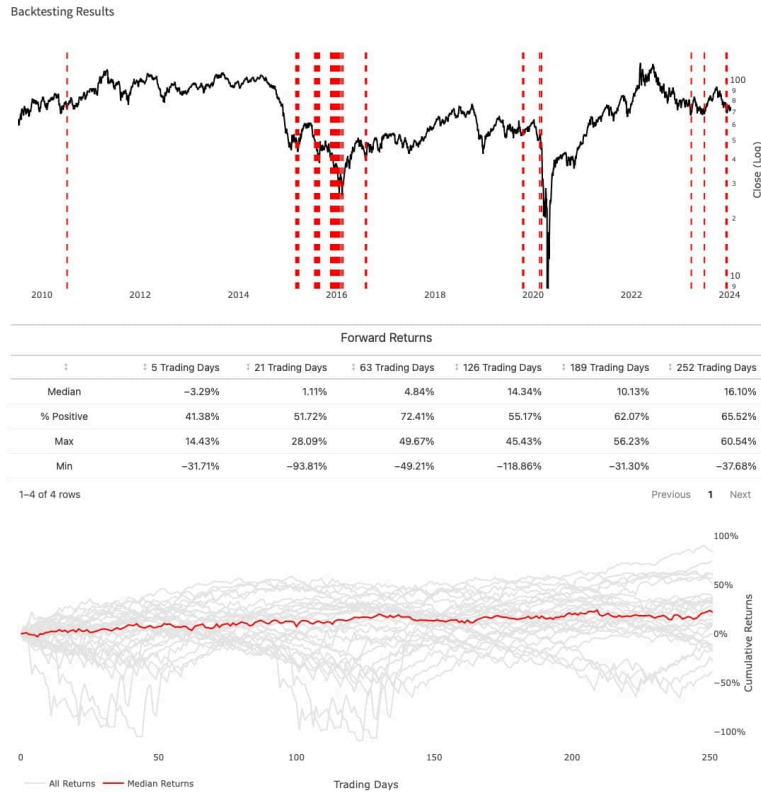 Backtesting Results
100
9
8
7
6
5
4
3
2
10
9
Close (Log)
2010 2012 2014 2016 2018 2020 2022 2024
Forward Returns
5 Trading Days 21 Trading Days 63 Trading Days 126 Trading Days 189 Trading Days 252 Trading Days
Median −3.29% 1.11% 4.84% 14.34% 10.13% 16.10%
% Positive 41.38% 51.72% 72.41% 55.17% 62.07% 65.52%
Max 14.43% 28.09% 49.67% 45.43% 56.23% 60.54%
Min −31.71% −93.81% −49.21% −118.86% −31.30% −37.68%
1–4 of 4 rows Previous 1 Next
100%
50%
0%
−50%
−100%
Cumulative Returns
0 50 100 150 200 250
All Returns Median Returns Trading Days